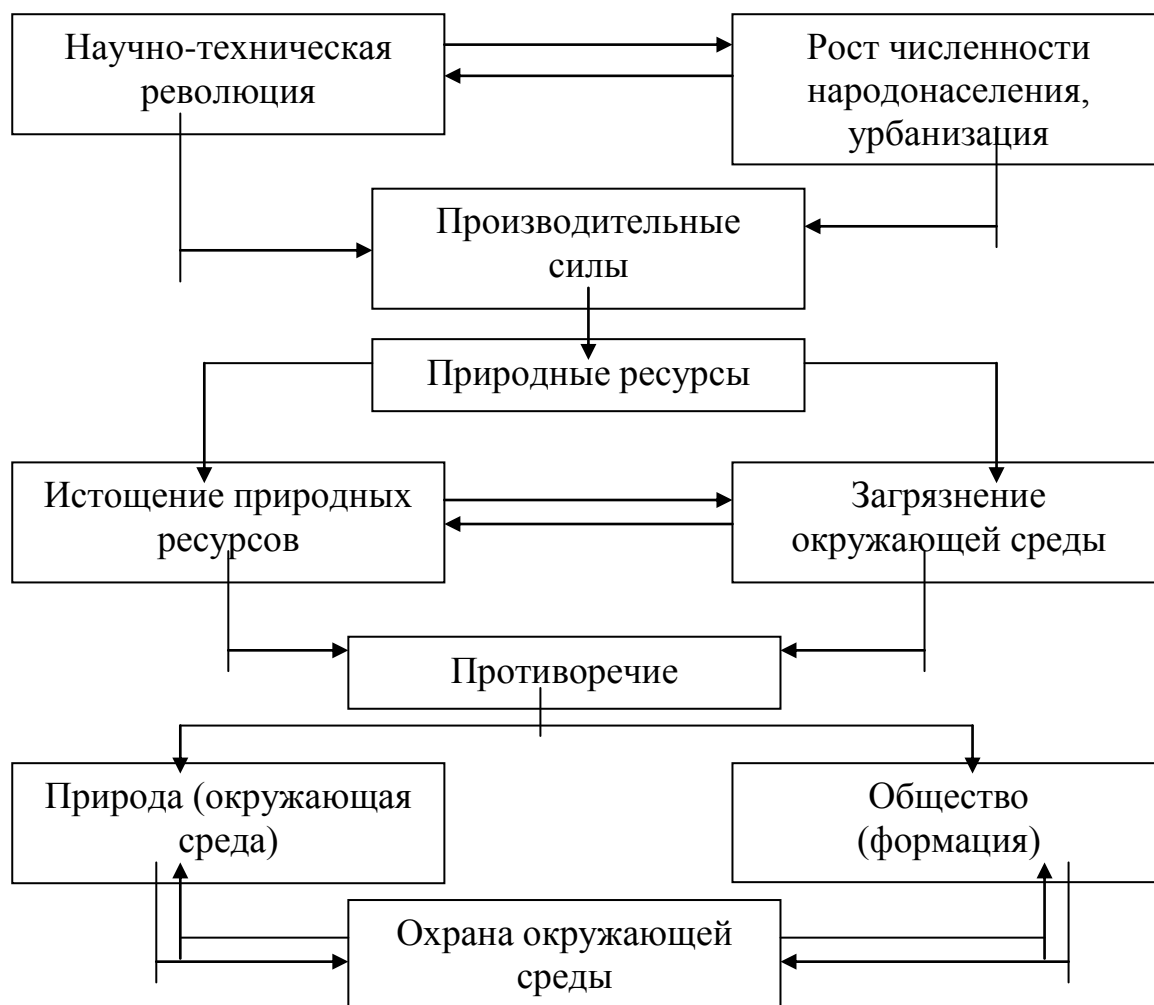 Научно-техническая
революция
Рост численности
народонаселения,
урбанизация
Производительные
силы
Природные ресурсы
Истощение природных
ресурсов
Загрязнение
окружающей среды
Противоречие
Природа (окружающая
среда)
Общество
(формация)
Охрана окружающей
среды